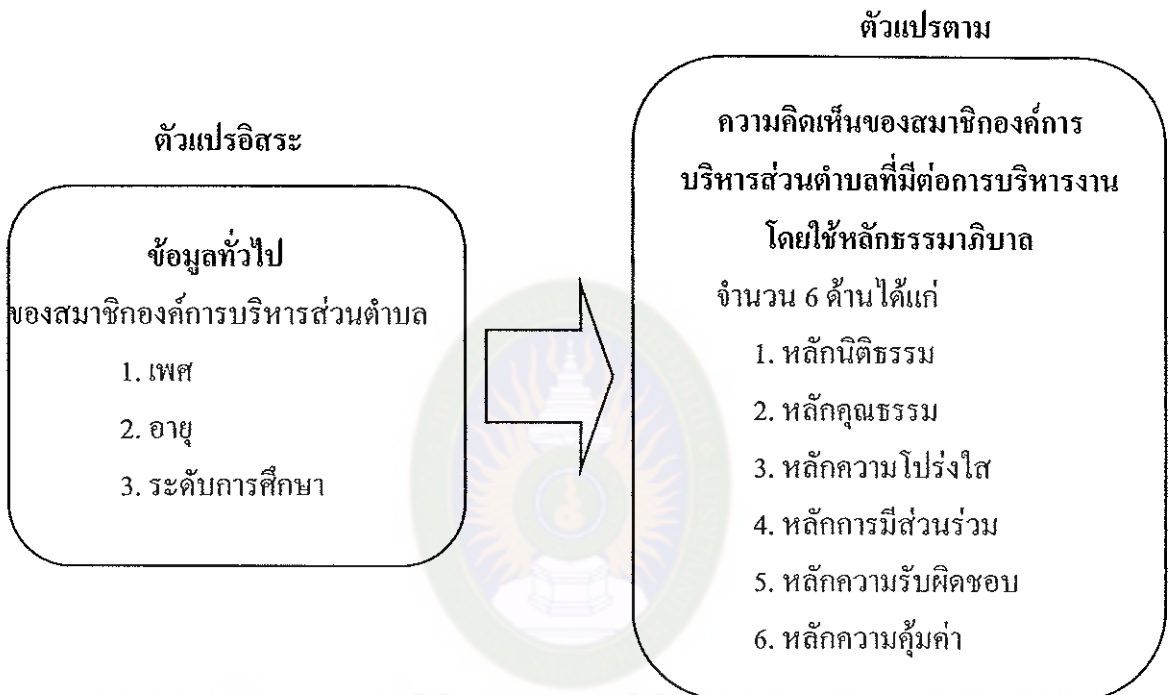 ตัวแปรอิสระ
ข้อมูลทั่วไป
ของสมาชิกองค์การบริหารส่วนตำบล
1. เพศ
2. อายุ
3. ระดับการศึกษา
ตัวแปรตาม
ความคิดเห็นของสมาชิกองค์การ
บริหารส่วนตำบลที่มีต่อการบริหารงาน
โดยใช้หลักธรรมาภิบาล
จำนวน 6 ด้านได้แก่
1. หลักนิติธรรม
2. หลักคุณธรรม
3. หลักความโปร่งใส
4. หลักการมีส่วนร่วม
5. หลักความรับผิดชอบ
6. หลักความคุ้มค่า